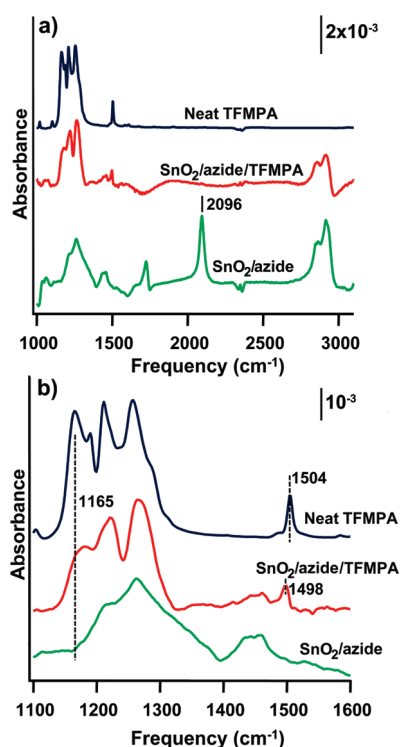 a)
2x10⁻³
Neat TFMPA
SnO₂/azide/TFMPA
2096
SnO₂/azide
Absorbance
1000 1500 2000 2500 3000
Frequency (cm⁻¹)
b)
10⁻³
1165
1504
Neat TFMPA
SnO₂/azide/TFMPA
1498
SnO₂/azide
Absorbance
1100 1200 1300 1400 1500 1600
Frequency (cm⁻¹)